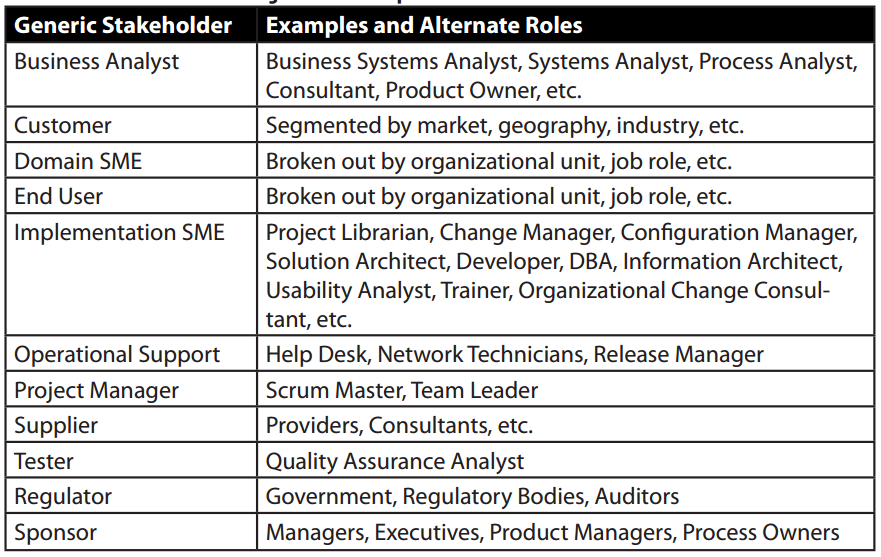 Generic Stakeholder Examples and Alternate Roles
Business Analyst Business Systems Analyst, Systems Analyst, Process Analyst,
Consultant, Product Owner, etc.
Customer Segmented by market, geography, industry, etc.
Domain SME Broken out by organizational unit, job role, etc.
End User Broken out by organizational unit, job role, etc.
Implementation SME Project Librarian, Change Manager, Configuration Manager,
Solution Architect, Developer, DBA, Information Architect,
Usability Analyst, Trainer, Organizational Change Consul-
tant, etc.
Operational Support Help Desk, Network Technicians, Release Manager
Project Manager Scrum Master, Team Leader
Supplier Providers, Consultants, etc.
Tester Quality Assurance Analyst
Regulator Government, Regulatory Bodies, Auditors
Sponsor Managers, Executives, Product Managers, Process Owners